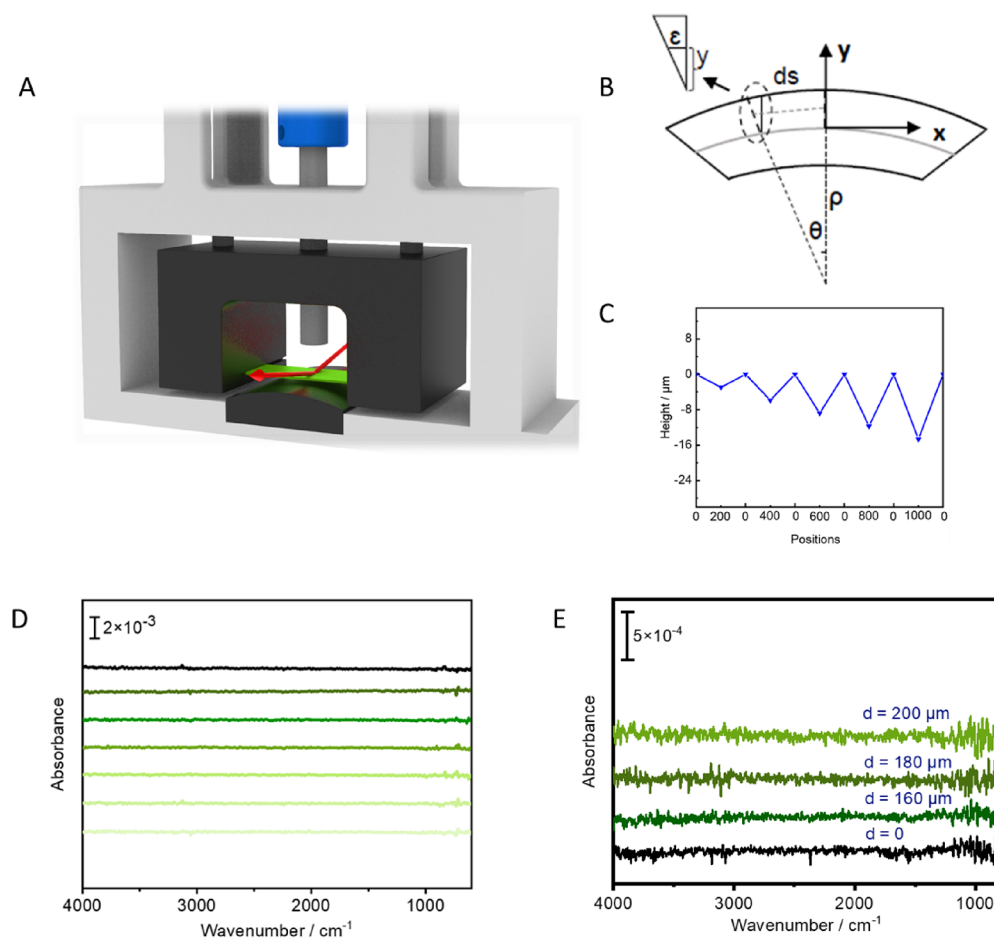 A
B
ε
y
ds
y
x
ρ
θ
C
8
0
-8
-16
-24
Height / μm
0 200 0 400 0 600 0 800 0 1000 0
Positions
D
2×10⁻³
Absorbance
4000 3000 2000 1000
Wavenumber / cm⁻¹
E
5×10⁻⁴
d = 200 μm
d = 180 μm
d = 160 μm
d = 0
Absorbance
4000 3000 2000 1000
Wavenumber / cm⁻¹